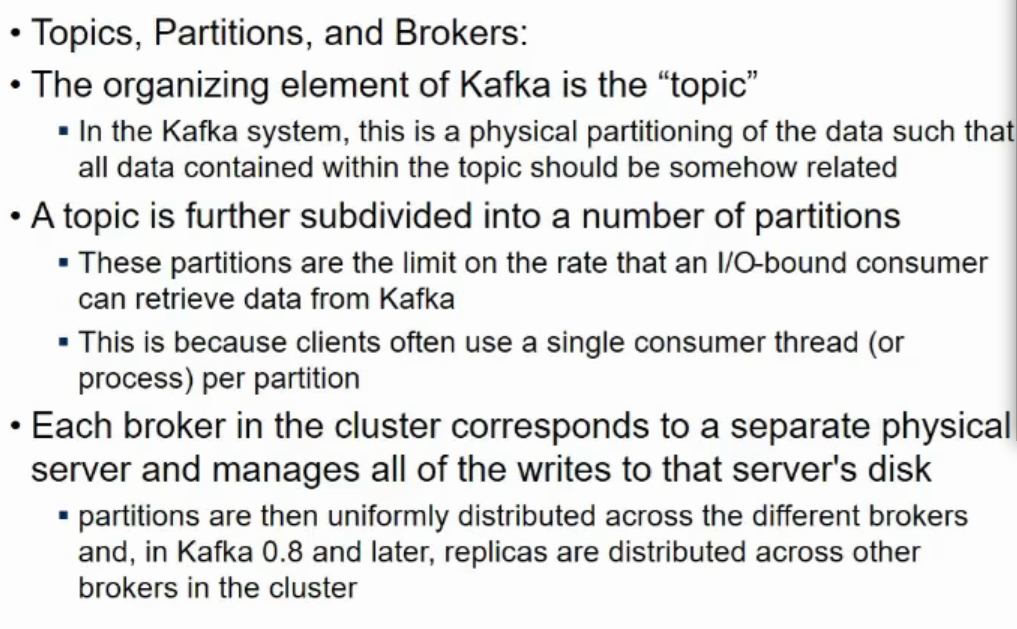 • Topics, Partitions, and Brokers:
• The organizing element of Kafka is the “topic”
▪ In the Kafka system, this is a physical partitioning of the data such that
all data contained within the topic should be somehow related
• A topic is further subdivided into a number of partitions
▪ These partitions are the limit on the rate that an I/O-bound consumer
can retrieve data from Kafka
▪ This is because clients often use a single consumer thread (or
process) per partition
• Each broker in the cluster corresponds to a separate physical
server and manages all of the writes to that server's disk
▪ partitions are then uniformly distributed across the different brokers
and, in Kafka 0.8 and later, replicas are distributed across other
brokers in the cluster